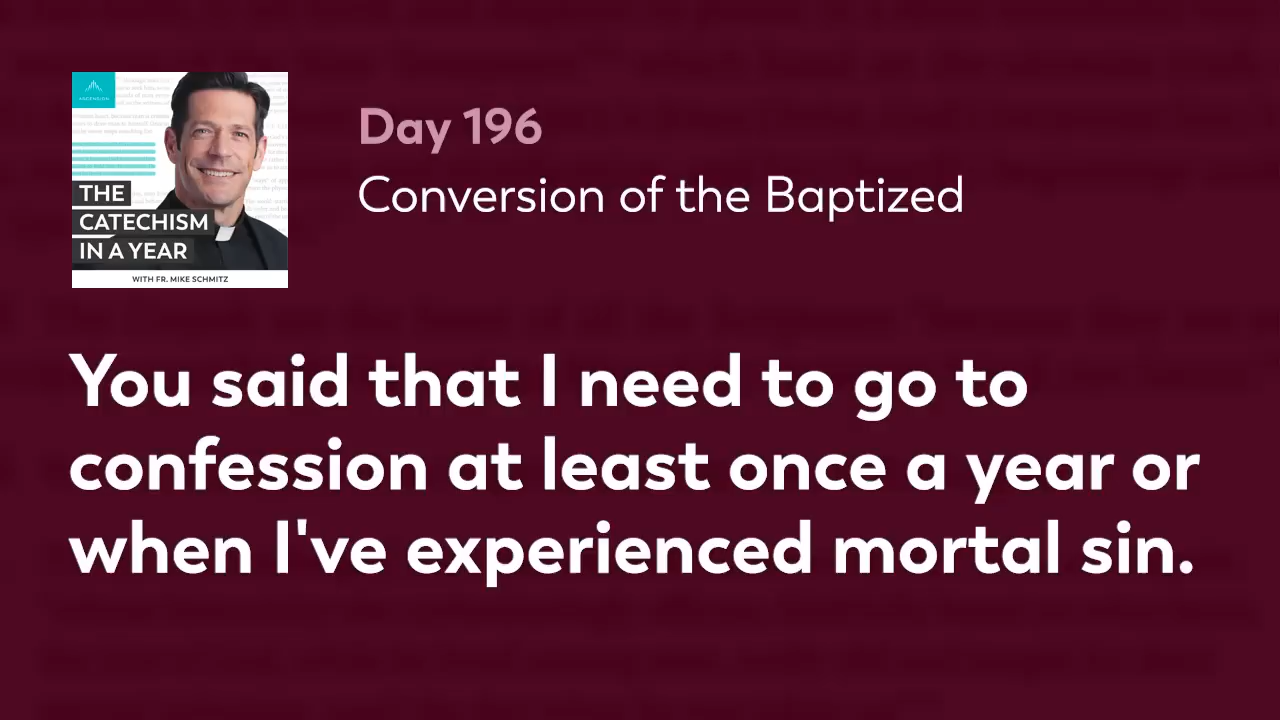 Day 196
Conversion of the Baptized
ASCENSION
THE
CATECHISM
IN A YEAR
WITH FR. MIKE SCHMITZ
You said that I need to go to
confession at least once a year or
when I've experienced mortal sin.